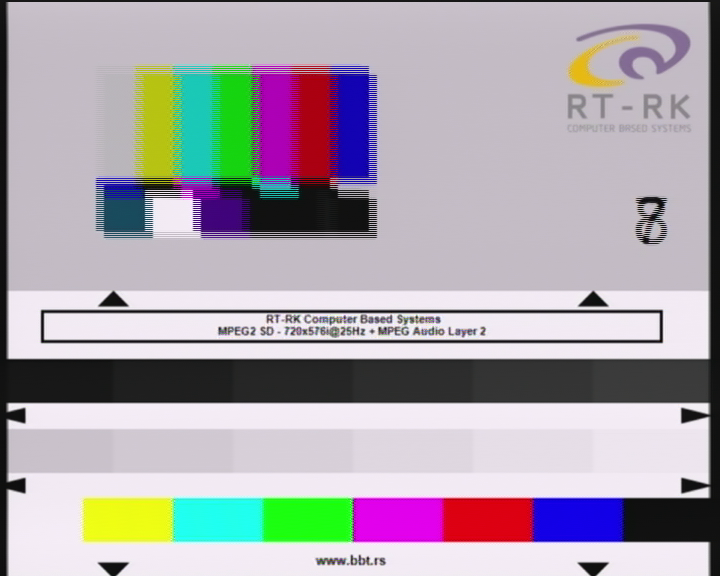 RT-RK
COMPUTER BASED SYSTEMS
RT-RK Computer Based Systems
MPEG2 SD - 720x576i@25Hz + MPEG Audio Layer 2
www.bbt.rs